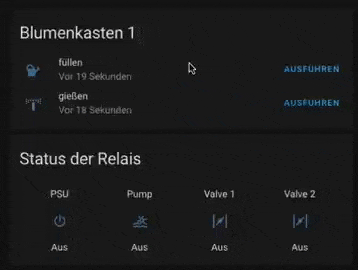 Blumenkasten 1
füllen
Vor 19 Sekunden
AUSFÜHREN
gießen
Vor 18 Sekunden
AUSFÜHREN
Status der Relais
PSU Pump Valve 1 Valve 2
Aus Aus Aus Aus